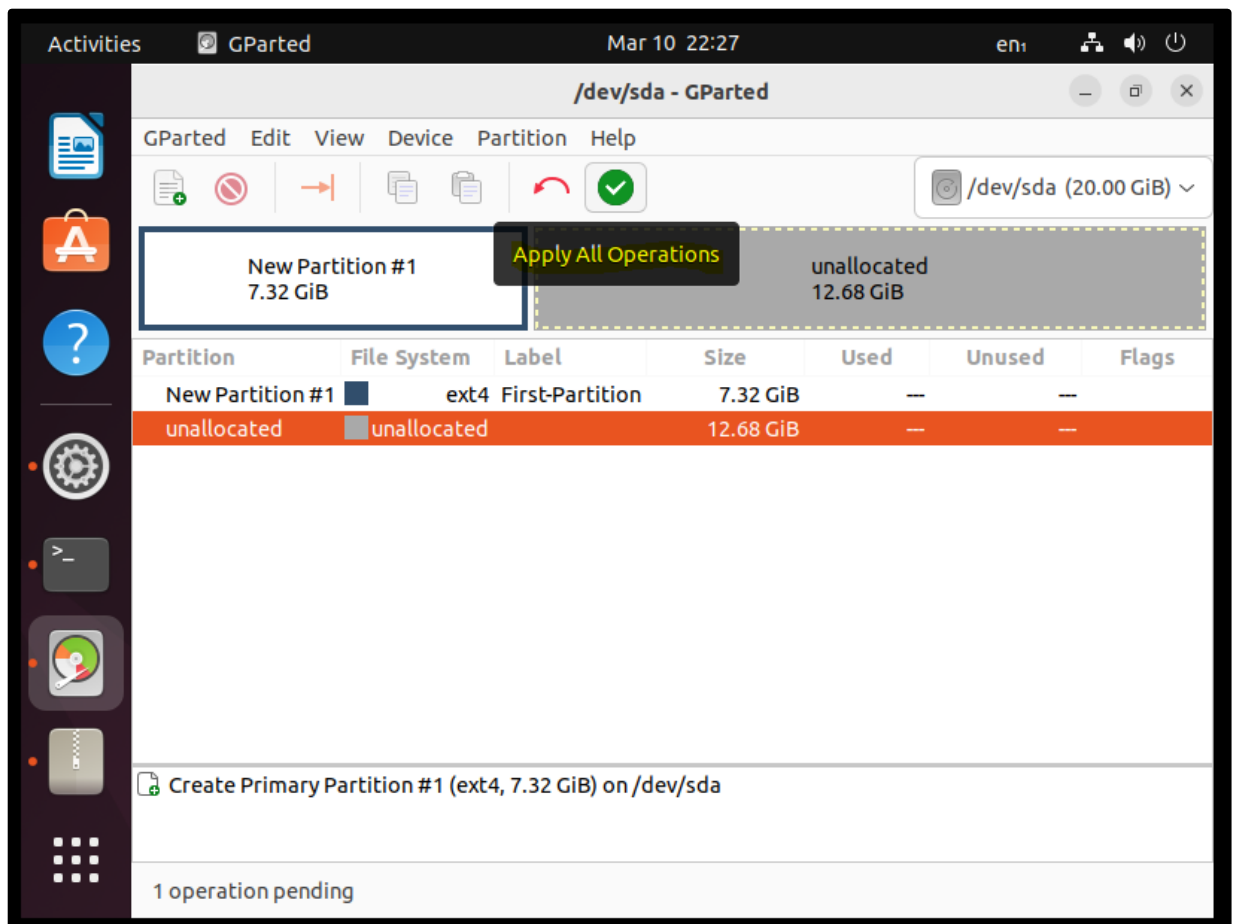 Activities GParted Mar 10 22:27 en₁
/dev/sda - GParted
GParted Edit View Device Partition Help
/dev/sda (20.00 GiB)
Apply All Operations
New Partition #1
7.32 GiB
unallocated
12.68 GiB
Partition File System Label Size Used Unused Flags
New Partition #1 ext4 First-Partition 7.32 GiB --- ---
unallocated unallocated 12.68 GiB --- ---
Create Primary Partition #1 (ext4, 7.32 GiB) on /dev/sda
1 operation pending